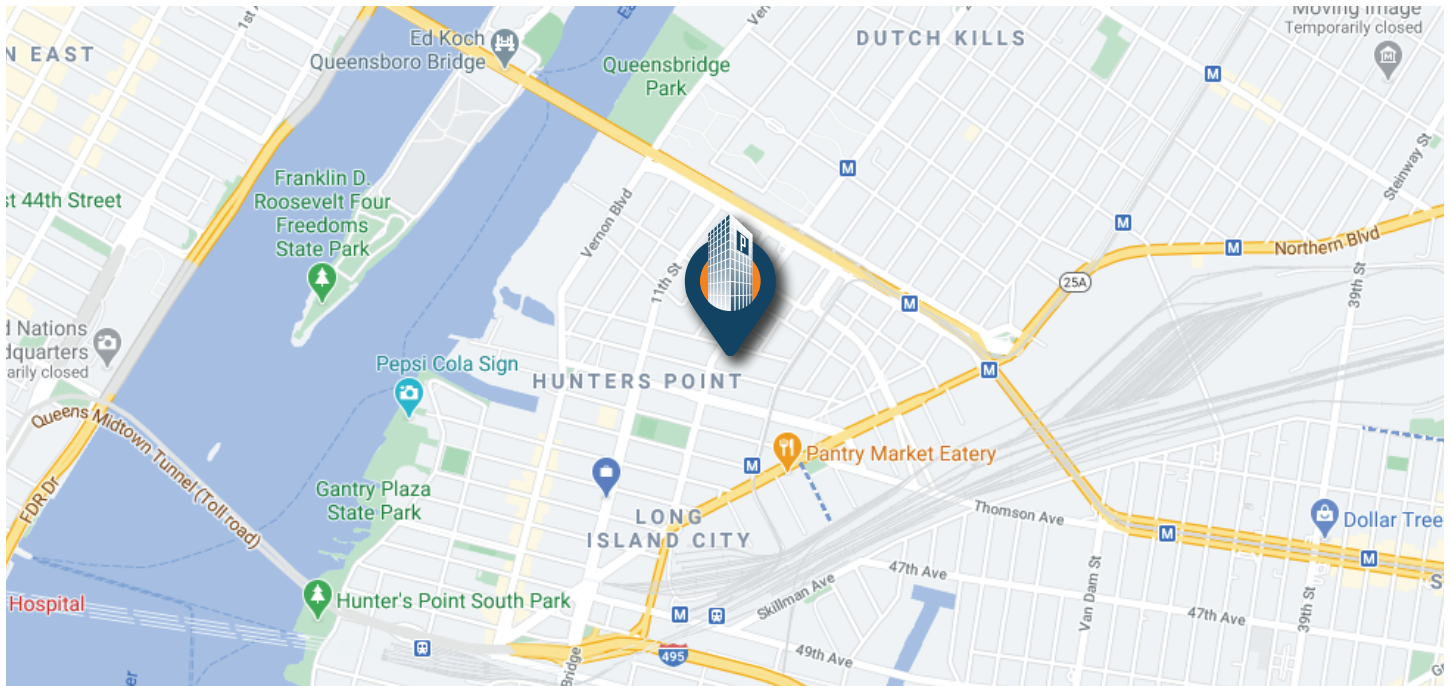 1st A
N EAST
Ed Koch
Queensboro Bridge
Ea
Ver
Queensbridge
Park
DUTCH KILLS
Moving Image
Temporarily closed
M
M
M
st 44th Street
Franklin D.
Roosevelt Four
Freedoms
State Park
Vernon Blvd
11th St
P
Steinway St
M
Northern Blvd
25A
39th St
M
d Nations
dquarters
arily closed
Pepsi Cola Sign
HUNTERS POINT
M
Queens Midtown Tunnel (Toll road)
FDR Dr
Gantry Plaza
State Park
M
Pantry Market Eatery
LONG
ISLAND CITY
Thomson Ave
M
Dollar Tree
M
Hospital
Hunter's Point South Park
Skillman Ave
47th Ave
Van Dam St
47th Ave
39th St
S
M
495
49th Ave
Bridge
er
G